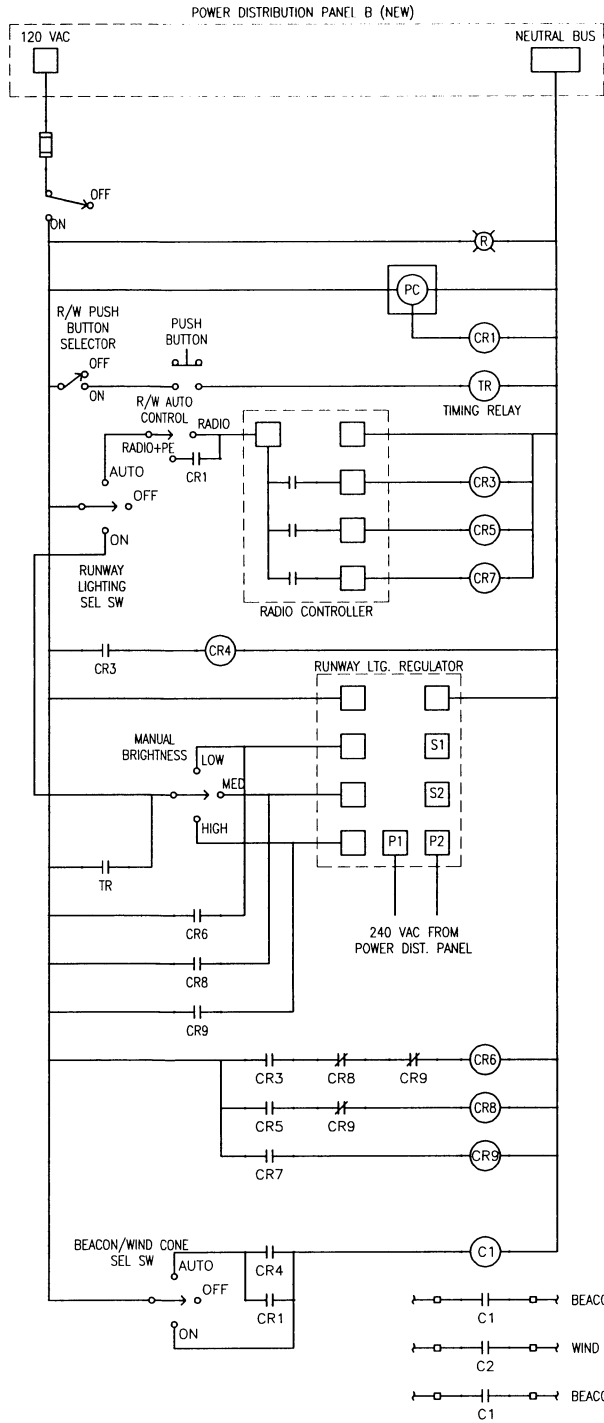 POWER DISTRIBUTION PANEL B (NEW)
120 VAC
NEUTRAL BUS
OFF
ON
R
PC
R/W PUSH
BUTTON
SELECTOR
PUSH
BUTTON
CR1
OFF
ON
TR
TIMING RELAY
R/W AUTO
CONTROL
RADIO
RADIO+PE
CR1
AUTO
OFF
ON
CR3
CR5
CR7
RUNWAY
LIGHTING
SEL SW
RADIO CONTROLLER
CR3
CR4
RUNWAY LTG. REGULATOR
MANUAL
BRIGHTNESS
LOW
S1
MED
S2
HIGH
P1
P2
TR
CR6
240 VAC FROM
POWER DIST. PANEL
CR8
CR9
CR3
CR8
CR9
CR6
CR5
CR9
CR8
CR7
CR9
BEACON/WIND CONE
SEL SW
AUTO
CR4
C1
OFF
CR1
ON
C1
BEACO
C2
WIND
C1
BEACO